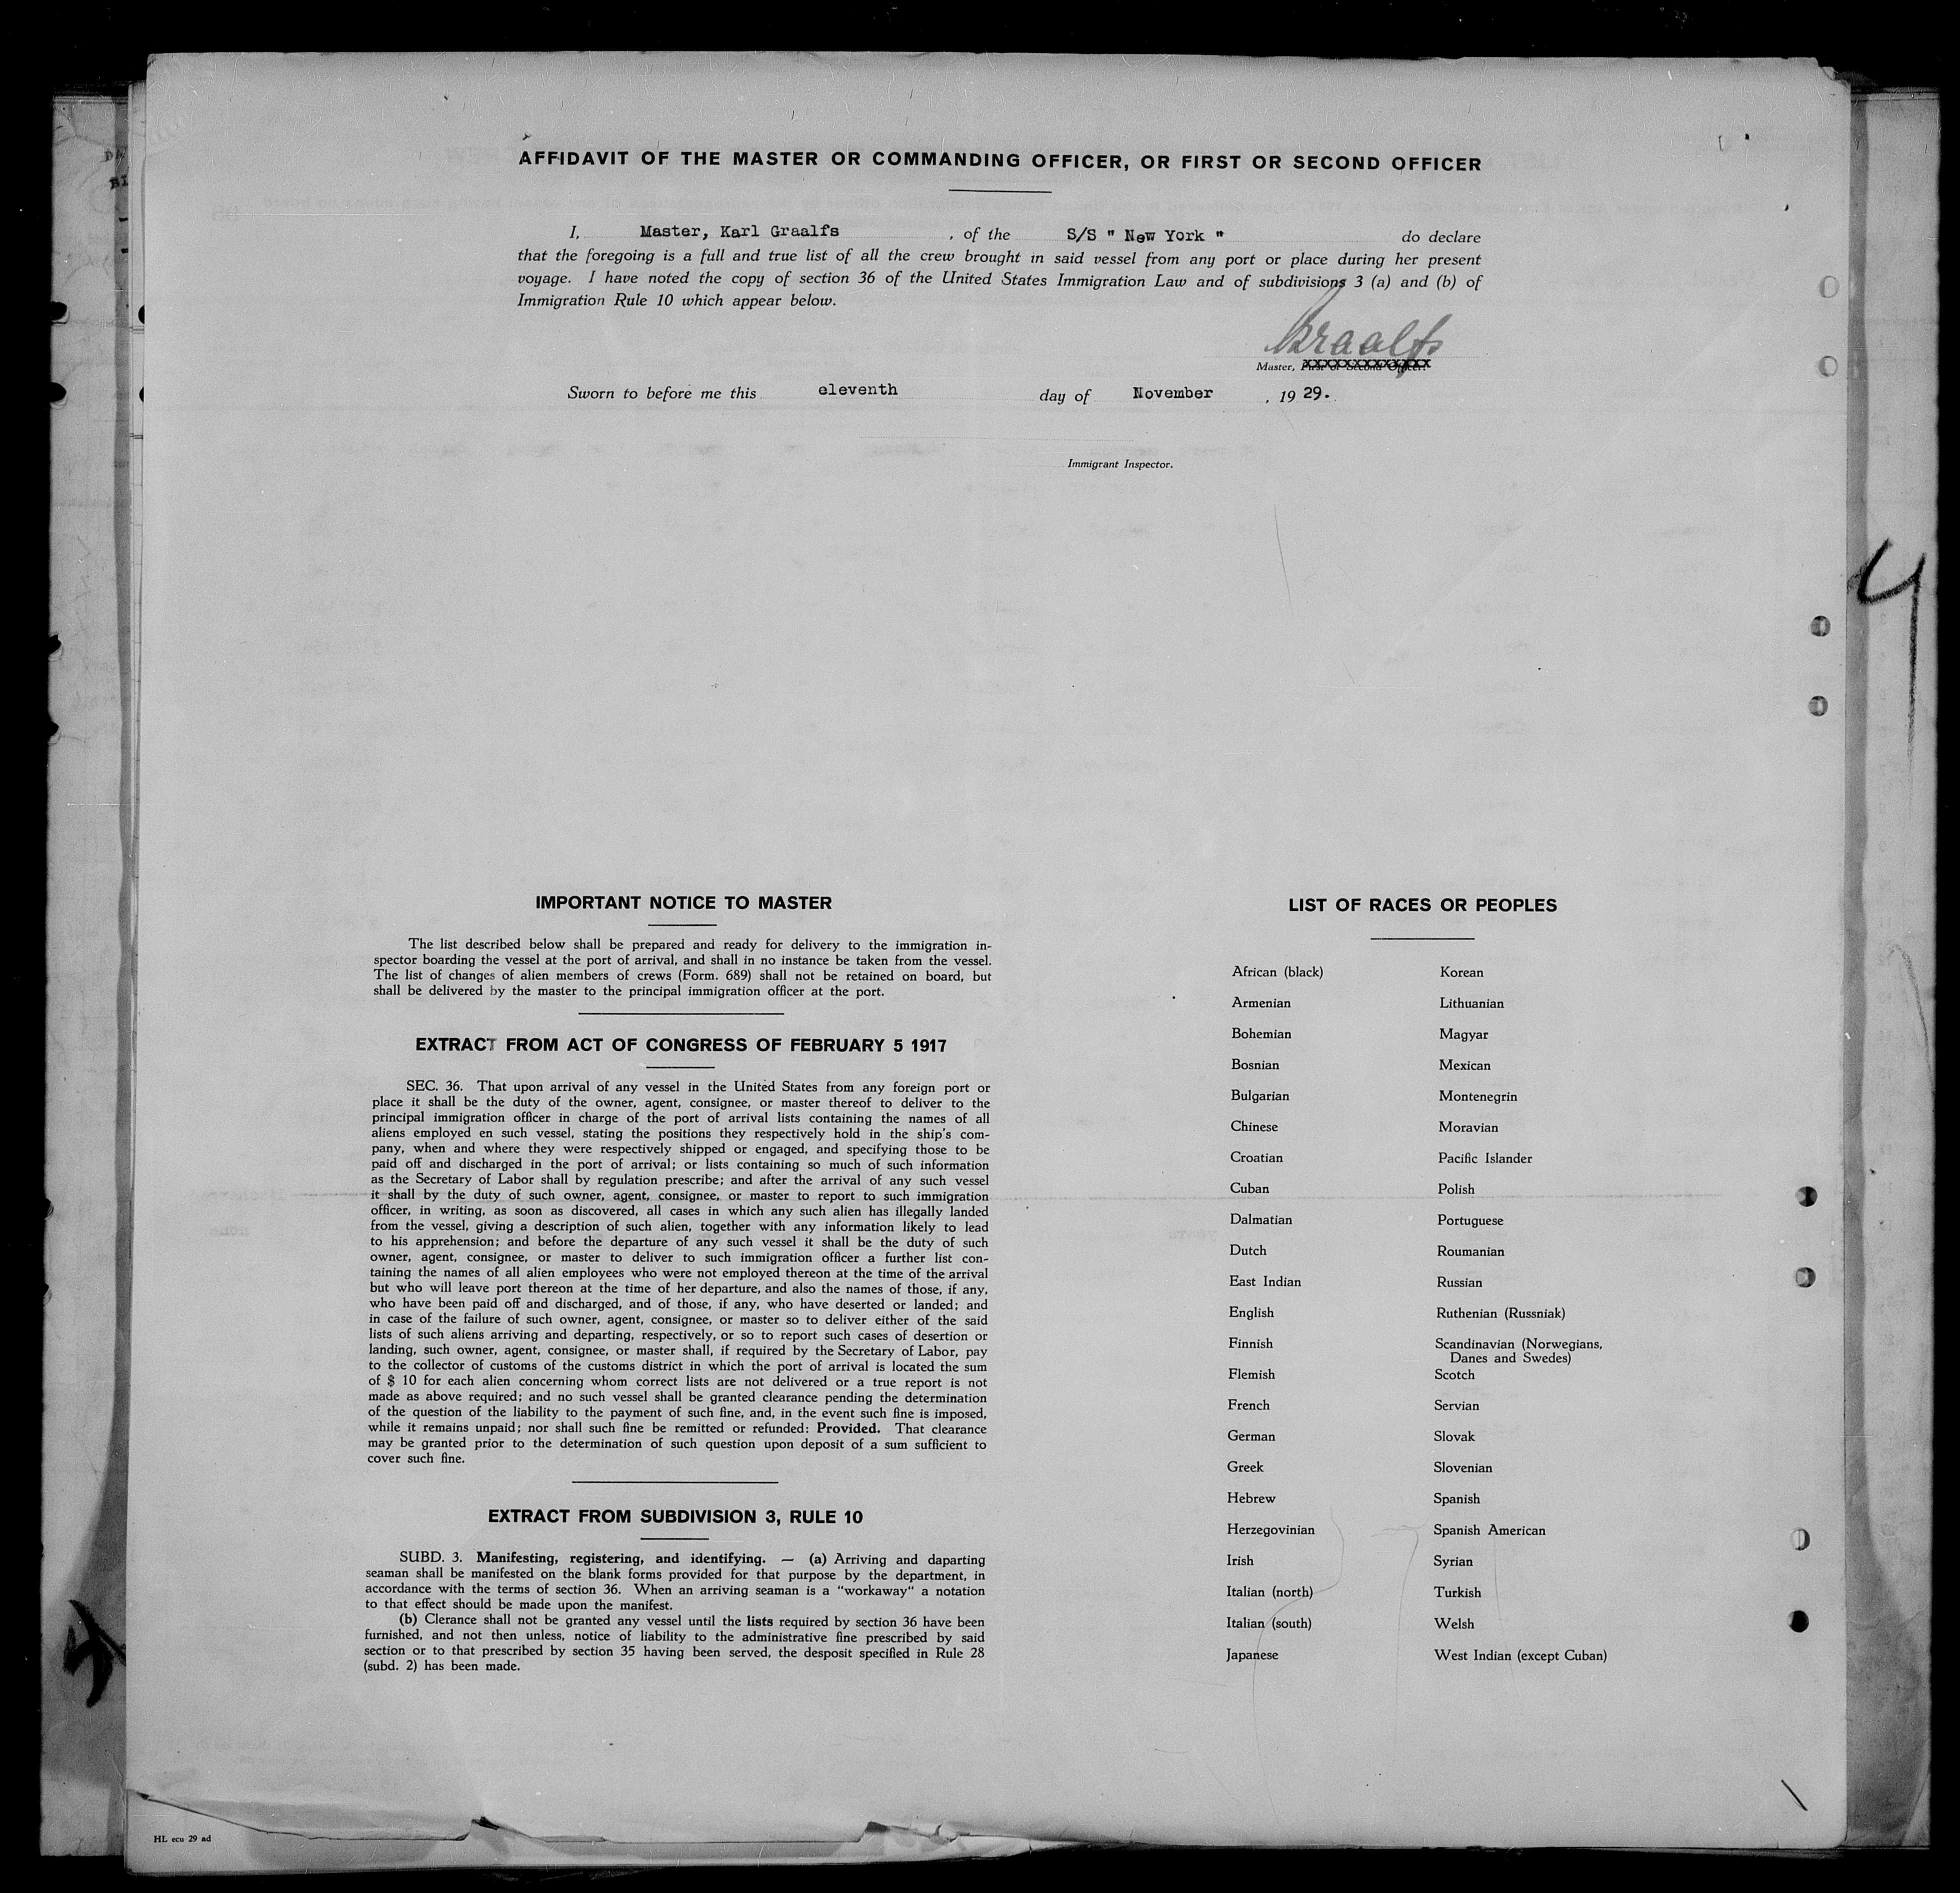 AFFIDAVIT OF THE MASTER OR COMMANDING OFFICER, OR FIRST OR SECOND OFFICER
I, Master, Karl Graalfs , of the S/S " New York " do declare
that the foregoing is a full and true list of all the crew brought in said vessel from any port or place during her present
voyage. I have noted the copy of section 36 of the United States Immigration Law and of subdivisions 3 (a) and (b) of
Immigration Rule 10 which appear below.
Graalfs
Master, First or Second Officer.
Sworn to before me this eleventh day of November , 19 29.
Immigrant Inspector.
4
IMPORTANT NOTICE TO MASTER
The list described below shall be prepared and ready for delivery to the immigration in-
spector boarding the vessel at the port of arrival, and shall in no instance be taken from the vessel.
The list of changes of alien members of crews (Form. 689) shall not be retained on board, but
shall be delivered by the master to the principal immigration officer at the port.
EXTRACT FROM ACT OF CONGRESS OF FEBRUARY 5 1917
SEC. 36. That upon arrival of any vessel in the United States from any foreign port or
place it shall be the duty of the owner, agent, consignee, or master thereof to deliver to the
principal immigration officer in charge of the port of arrival lists containing the names of all
aliens employed en such vessel, stating the positions they respectively hold in the ship's com-
pany, when and where they were respectively shipped or engaged, and specifying those to be
paid off and discharged in the port of arrival; or lists containing so much of such information
as the Secretary of Labor shall by regulation prescribe; and after the arrival of any such vessel
it shall by the duty of such owner, agent, consignee, or master to report to such immigration
officer, in writing, as soon as discovered, all cases in which any such alien has illegally landed
from the vessel, giving a description of such alien, together with any information likely to lead
to his apprehension; and before the departure of any such vessel it shall be the duty of such
owner, agent, consignee, or master to deliver to such immigration officer a further list con-
taining the names of all alien employees who were not employed thereon at the time of the arrival
but who will leave port thereon at the time of her departure, and also the names of those, if any,
who have been paid off and discharged, and of those, if any, who have deserted or landed; and
in case of the failure of such owner, agent, consignee, or master so to deliver either of the said
lists of such aliens arriving and departing, respectively, or so to report such cases of desertion or
landing, such owner, agent, consignee, or master shall, if required by the Secretary of Labor, pay
to the collector of customs of the customs district in which the port of arrival is located the sum
of $ 10 for each alien concerning whom correct lists are not delivered or a true report is not
made as above required; and no such vessel shall be granted clearance pending the determination
of the question of the liability to the payment of such fine, and, in the event such fine is imposed,
while it remains unpaid; nor shall such fine be remitted or refunded: Provided. That clearance
may be granted prior to the determination of such question upon deposit of a sum sufficient to
cover such fine.
EXTRACT FROM SUBDIVISION 3, RULE 10
SUBD. 3. Manifesting, registering, and identifying. — (a) Arriving and daparting
seaman shall be manifested on the blank forms provided for that purpose by the department, in
accordance with the terms of section 36. When an arriving seaman is a "workaway" a notation
to that effect should be made upon the manifest.
(b) Clerance shall not be granted any vessel until the lists required by section 36 have been
furnished, and not then unless, notice of liability to the administrative fine prescribed by said
section or to that prescribed by section 35 having been served, the desposit specified in Rule 28
(subd. 2) has been made.
LIST OF RACES OR PEOPLES
African (black) Korean
Armenian Lithuanian
Bohemian Magyar
Bosnian Mexican
Bulgarian Montenegrin
Chinese Moravian
Croatian Pacific Islander
Cuban Polish
Dalmatian Portuguese
Dutch Roumanian
East Indian Russian
English Ruthenian (Russniak)
Finnish Scandinavian (Norwegians,
Danes and Swedes)
Flemish Scotch
French Servian
German Slovak
Greek Slovenian
Hebrew Spanish
Herzegovinian Spanish American
Irish Syrian
Italian (north) Turkish
Italian (south) Welsh
Japanese West Indian (except Cuban)
HL ecu 29 ad